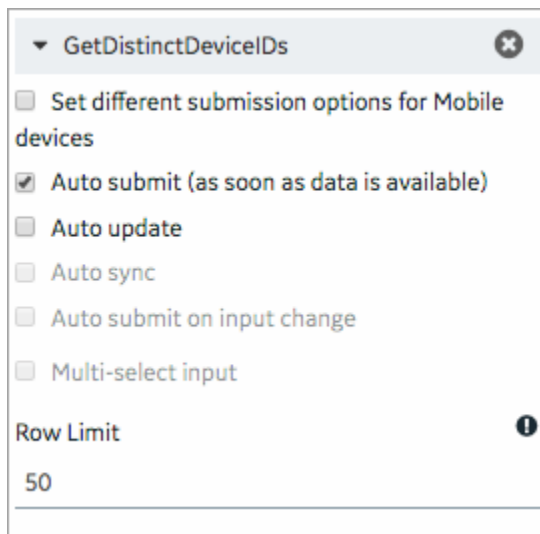 GetDistinctDeviceIDs
Set different submission options for Mobile
devices
Auto submit (as soon as data is available)
Auto update
Auto sync
Auto submit on input change
Multi-select input
Row Limit
50